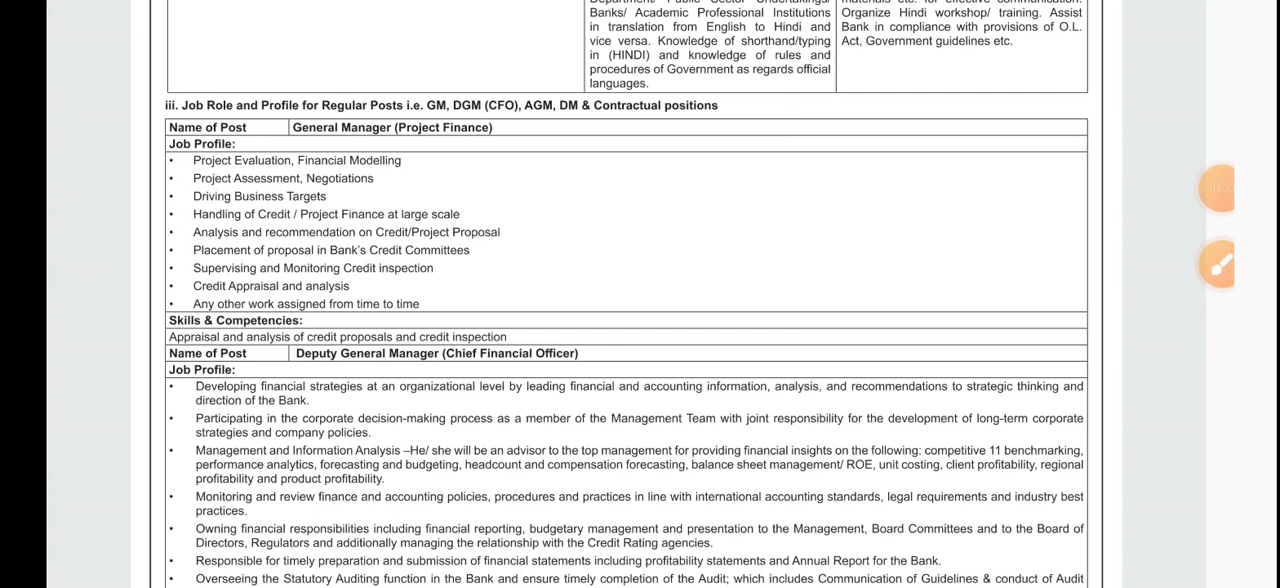 Department/ Public Sector Undertakings/
Banks/ Academic Professional Institutions
in translation from English to Hindi and
vice versa. Knowledge of shorthand/typing
in (HINDI) and knowledge of rules and
procedures of Government as regards official
languages.
materials etc. for effective communication.
Organize Hindi workshop/ training. Assist
Bank in compliance with provisions of O.L.
Act, Government guidelines etc.
iii. Job Role and Profile for Regular Posts i.e. GM, DGM (CFO), AGM, DM & Contractual positions
Name of Post General Manager (Project Finance)
Job Profile:
• Project Evaluation, Financial Modelling
• Project Assessment, Negotiations
• Driving Business Targets
• Handling of Credit / Project Finance at large scale
• Analysis and recommendation on Credit/Project Proposal
• Placement of proposal in Bank's Credit Committees
• Supervising and Monitoring Credit inspection
• Credit Appraisal and analysis
• Any other work assigned from time to time
Skills & Competencies:
Appraisal and analysis of credit proposals and credit inspection
Name of Post Deputy General Manager (Chief Financial Officer)
Job Profile:
• Developing financial strategies at an organizational level by leading financial and accounting information, analysis, and recommendations to strategic thinking and
direction of the Bank.
• Participating in the corporate decision-making process as a member of the Management Team with joint responsibility for the development of long-term corporate
strategies and company policies.
• Management and Information Analysis –He/ she will be an advisor to the top management for providing financial insights on the following: competitive 11 benchmarking,
performance analytics, forecasting and budgeting, headcount and compensation forecasting, balance sheet management/ ROE, unit costing, client profitability, regional
profitability and product profitability.
• Monitoring and review finance and accounting policies, procedures and practices in line with international accounting standards, legal requirements and industry best
practices.
• Owning financial responsibilities including financial reporting, budgetary management and presentation to the Management, Board Committees and to the Board of
Directors, Regulators and additionally managing the relationship with the Credit Rating agencies.
• Responsible for timely preparation and submission of financial statements including profitability statements and Annual Report for the Bank.
• Overseeing the Statutory Auditing function in the Bank and ensure timely completion of the Audit; which includes Communication of Guidelines & conduct of Audit